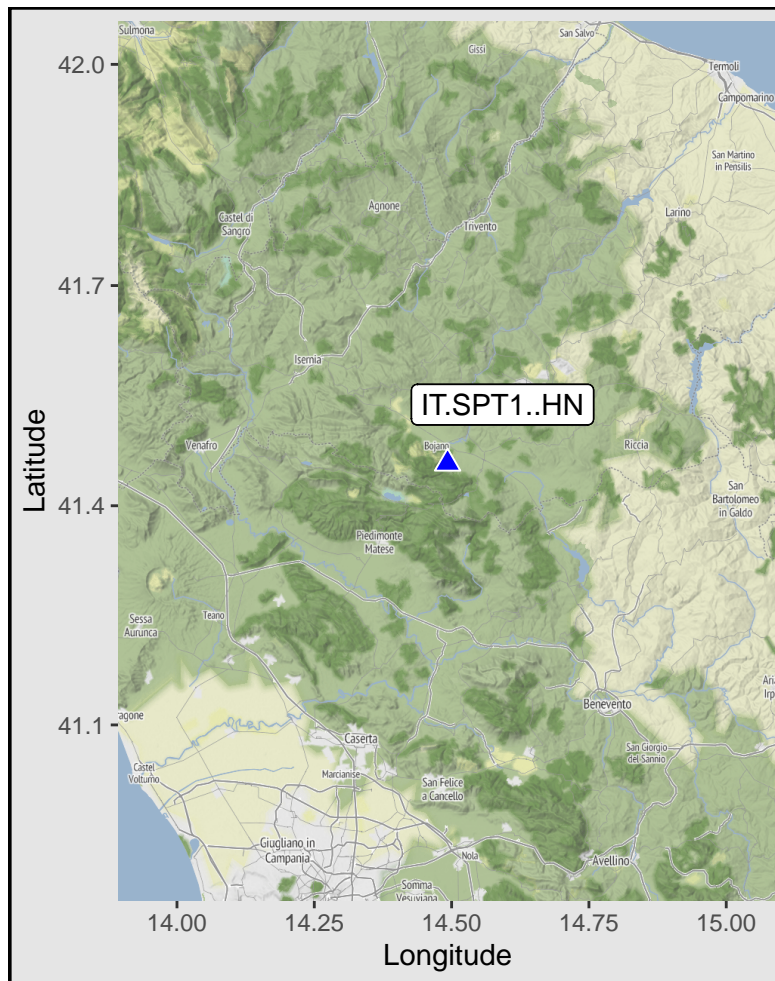 Sulmona
San Salvo
Gissi
42.0
Termoli
Campomarino
San Martino
in Pensilis
Agnone
Castel di
Sangro
Larino
Trivento
41.7
Isernia
IT.SPT1..HN
Bojano
Venafro
Riccia
Latitude
41.4
San
Bartolomeo
in Galdo
Piedimonte
Matese
Sessa
Aurunca
Teano
Aria
Irp
Benevento
ragone
41.1
Caserta
San Giorgio
del Sannio
Castel
Volturno
Marcianise
San Felice
a Cancello
Giugliano in
Campania
Nola
Avellino
Somma
Vesuviana
14.00
14.25
14.50
14.75
15.00
Longitude